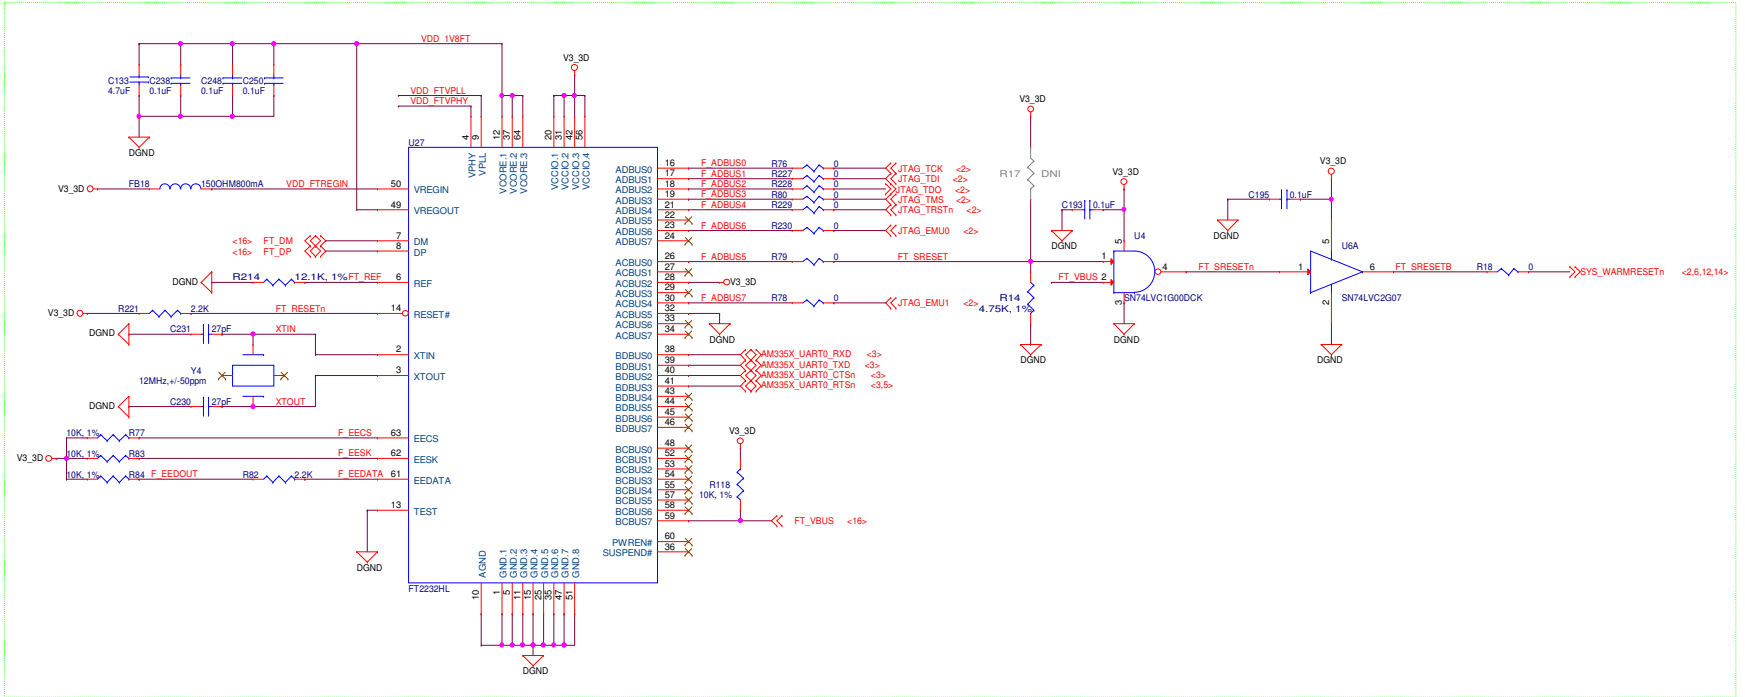 VDD_1V8FT
V3_3D
C133 C238 C248 C250
4.7uF 0.1uF 0.1uF 0.1uF
DGND
VDD_FTVPLL
VDD_FTVPHY
4 9 12 37 64 20 31 42 56
U27
VPHY VPLL VCORE.1 VCORE.2 VCORE.3 VCCIO.1 VCCIO.2 VCCIO.3 VCCIO.4
V3_3D FB18 150OHM800mA VDD_FTREGIN 50 VREGIN
49 VREGOUT
<16> FT_DM 7 DM
<16> FT_DP 8 DP
DGND R214 12.1K, 1% FT_REF 6 REF
V3_3D R221 2.2K FT_RESETn 14 RESET#
DGND C231 27pF XTIN
2 XTIN
Y4
12MHz,+/-50ppm
3 XTOUT
DGND C230 27pF XTOUT
10K, 1% R77 F_EECS 63 EECS
V3_3D 10K, 1% R83 F_EESK 62 EESK
10K, 1% R84 F_EEDOUT R82 2.2K F_EEDATA 61 EEDATA
13 TEST
DGND
ADBUS0 16 F_ADBUS0 R76 0 JTAG_TCK <2>
ADBUS1 17 F_ADBUS1 R227 0 JTAG_TDI <2>
ADBUS2 18 F_ADBUS2 R228 0 JTAG_TDO <2>
ADBUS3 19 F_ADBUS3 R80 0 JTAG_TMS <2>
ADBUS4 21 F_ADBUS4 R229 0 JTAG_TRSTn <2>
ADBUS5 22
ADBUS6 23 F_ADBUS6 R230 0 JTAG_EMU0 <2>
ADBUS7 24
ACBUS0 26 F_ADBUS5 R79 0 FT_SRESET
ACBUS1 27
ACBUS2 28 V3_3D
ACBUS3 29
ACBUS4 30 F_ADBUS7 R78 0 JTAG_EMU1 <2>
ACBUS5 32
ACBUS6 33
ACBUS7 34
DGND
BDBUS0 38 AM335X_UART0_RXD <3>
BDBUS1 39 AM335X_UART0_TXD <3>
BDBUS2 40 AM335X_UART0_CTSn <3>
BDBUS3 41 AM335X_UART0_RTSn <3,5>
BDBUS4 43
BDBUS5 44
BDBUS6 45
BDBUS7 46
BCBUS0 48
BCBUS1 52
BCBUS2 53
BCBUS3 54
BCBUS4 55
BCBUS5 57
BCBUS6 58
BCBUS7 59 FT_VBUS <16>
V3_3D
R118
10K, 1%
PWREN# 60
SUSPEND# 36
AGND GND.1 GND.2 GND.3 GND.4 GND.5 GND.6 GND.7 GND.8
FT2232HL
10 1 5 11 15 25 35 47 51
DGND
V3_3D
R17 DNI
R14
4.75K, 1%
DGND
V3_3D
C193 0.1uF
DGND
U4
5
1
FT_VBUS 2
4 FT_SRESETn
3 SN74LVC1G00DCK
DGND
V3_3D
C195 0.1uF
DGND
5 U6A
1 6 FT_SRESETB R18 0 SYS_WARMRESETn <2,6,12,14>
2 SN74LVC2G07
DGND